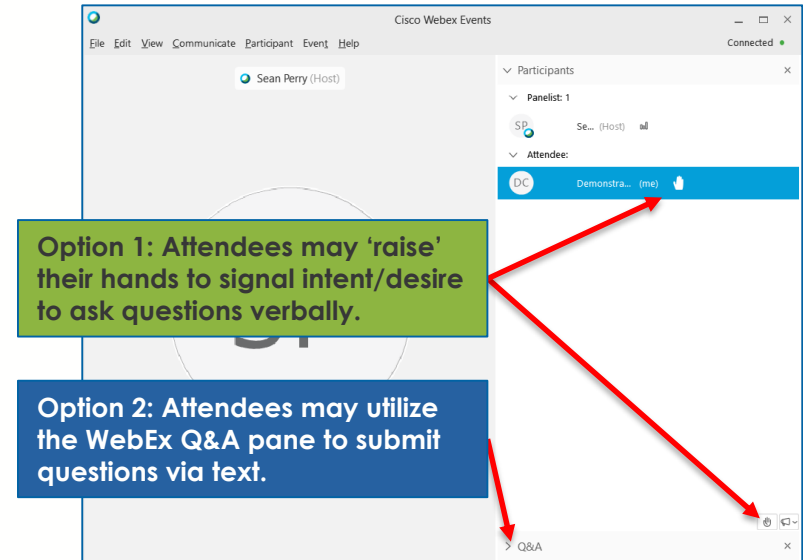 Cisco Webex Events
File Edit View Communicate Participant Event Help
Connected
Sean Perry (Host)
Participants
Panelist: 1
SP
Se... (Host)
Attendee:
DC
Demonstra... (me)
Option 1: Attendees may ‘raise’
their hands to signal intent/desire
to ask questions verbally.
Option 2: Attendees may utilize
the WebEx Q&A pane to submit
questions via text.
Q&A